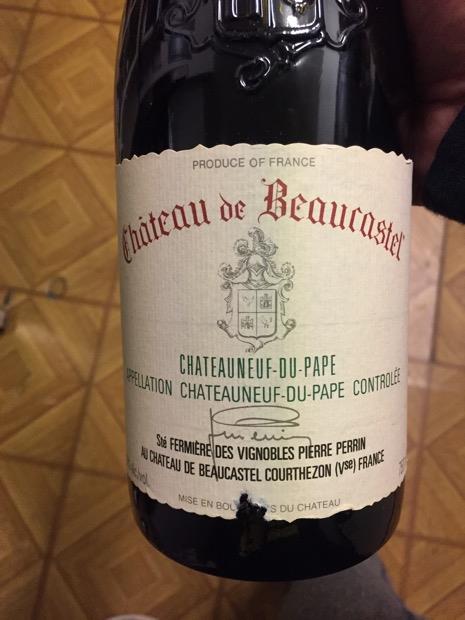 PRODUCE OF FRANCE
Château de Beaucastel
CHATEAUNEUF-DU-PAPE
APPELLATION CHATEAUNEUF-DU-PAPE CONTROLÉE
Sté FERMIÈRE DES VIGNOBLES PIERRE PERRIN
AU CHATEAU DE BEAUCASTEL COURTHEZON (Vse) FRANCE
MISE EN DU CHATEAU